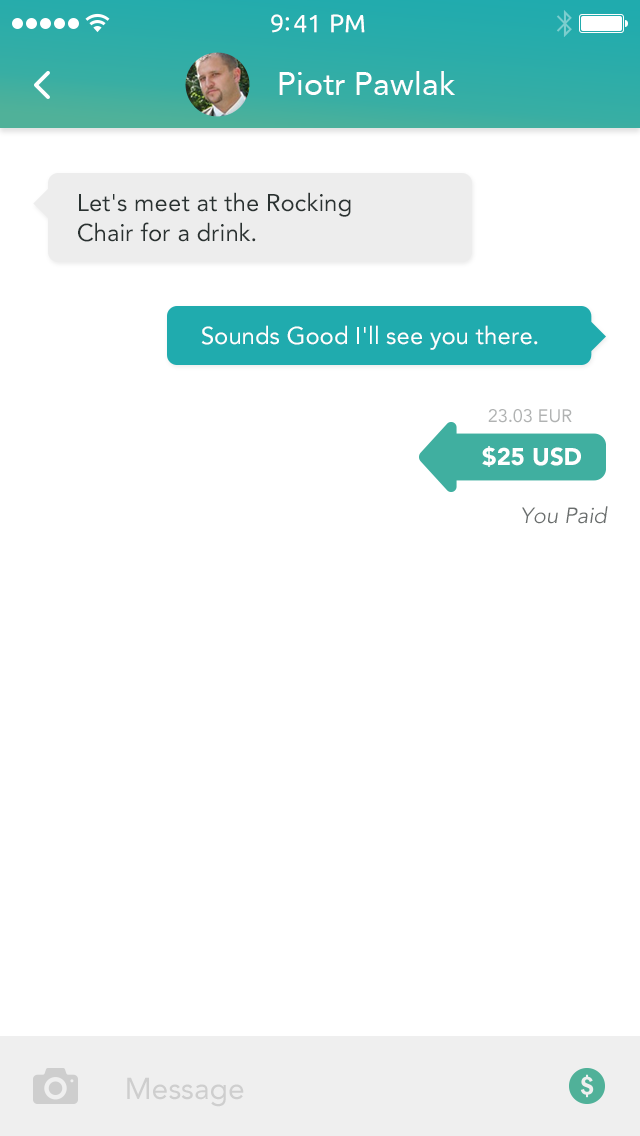 9:41 PM
Piotr Pawlak
Let's meet at the Rocking
Chair for a drink.
Sounds Good I'll see you there.
23.03 EUR
$25 USD
You Paid
Message
$